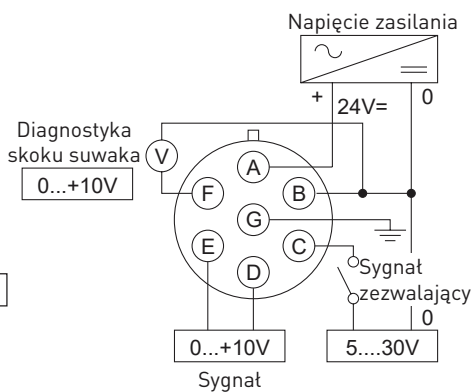 Napięcie zasilania
+
24V=
0
Diagnostyka
skoku suwaka
V
0...+10V
A
F
B
G
E
C
D
Sygnał
zezwalający
0
0...+10V
5....30V
Sygnał